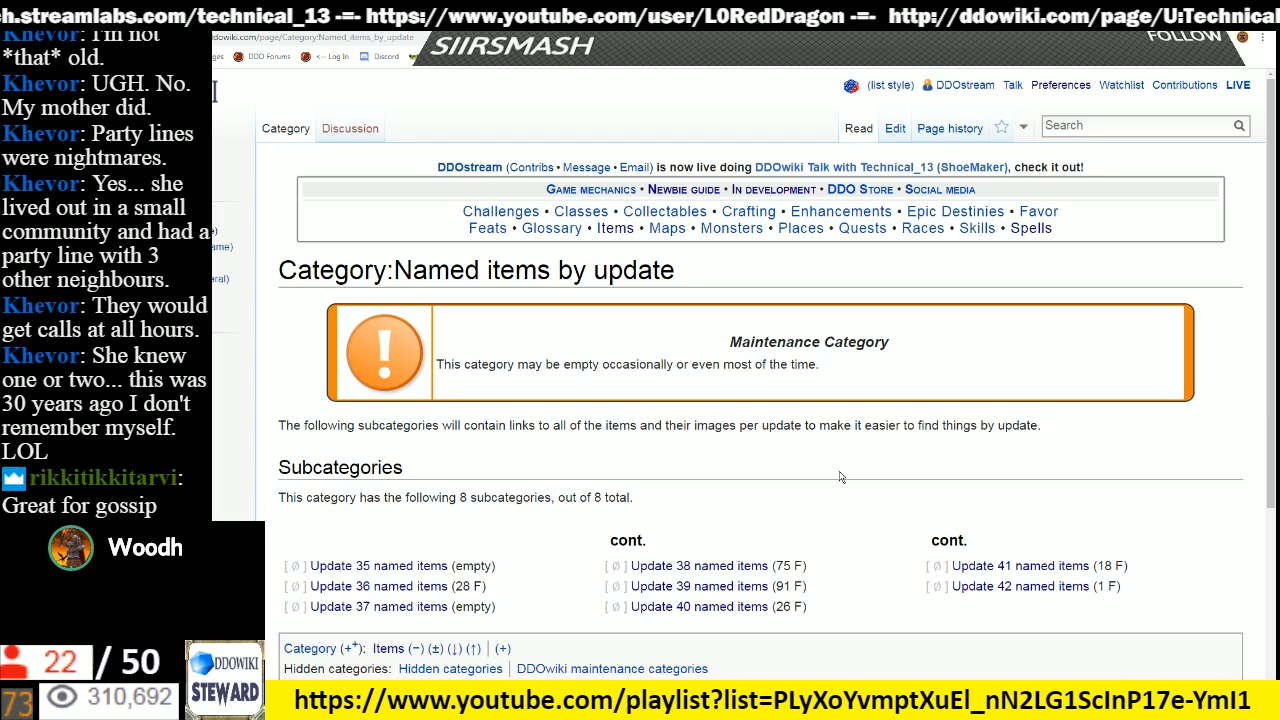 ch.streamlabs.com/technical_13 -=- https://www.youtube.com/user/L0RedDragon -=- http://ddowiki.com/page/U:Technical
Khevor: I'm not
*that* old.
Khevor: UGH. No.
My mother did.
Khevor: Party lines
were nightmares.
Khevor: Yes... she
lived out in a small
community and had a
party line with 3
other neighbours.
Khevor: They would
get calls at all hours.
Khevor: She knew
one or two... this was
30 years ago I don't
remember myself.
LOL
rikkitikkitarvi:
Great for gossip
Woodh
22 / 50
73 310,692
DDOWIKI
STEWARD
dowiki.com/page/Category:Named_items_by_update
SIIRSMASH
FOLLOW
ges DDO Forums <-- Log In Discord
(list style) DDOstream Talk Preferences Watchlist Contributions LIVE
Category Discussion Read Edit Page history Search
DDOstream (Contribs • Message • Email) is now live doing DDOwiki Talk with Technical_13 (ShoeMaker), check it out!
Game mechanics • Newbie guide • In development • DDO Store • Social media
Challenges • Classes • Collectables • Crafting • Enhancements • Epic Destinies • Favor
Feats • Glossary • Items • Maps • Monsters • Places • Quests • Races • Skills • Spells
)
ame)
eral)
Category:Named items by update
Maintenance Category
This category may be empty occasionally or even most of the time.
The following subcategories will contain links to all of the items and their images per update to make it easier to find things by update.
Subcategories
This category has the following 8 subcategories, out of 8 total.
[ Ø ] Update 35 named items (empty)
[ Ø ] Update 36 named items (28 F)
[ Ø ] Update 37 named items (empty)
cont.
[ Ø ] Update 38 named items (75 F)
[ Ø ] Update 39 named items (91 F)
[ Ø ] Update 40 named items (26 F)
cont.
[ Ø ] Update 41 named items (18 F)
[ Ø ] Update 42 named items (1 F)
Category (++): Items (−) (±) (↓) (↑) | (+)
Hidden categories: Hidden categories | DDOwiki maintenance categories
https://www.youtube.com/playlist?list=PLyXoYvmptXuEl_nN2LG1ScInP17e-YmI1